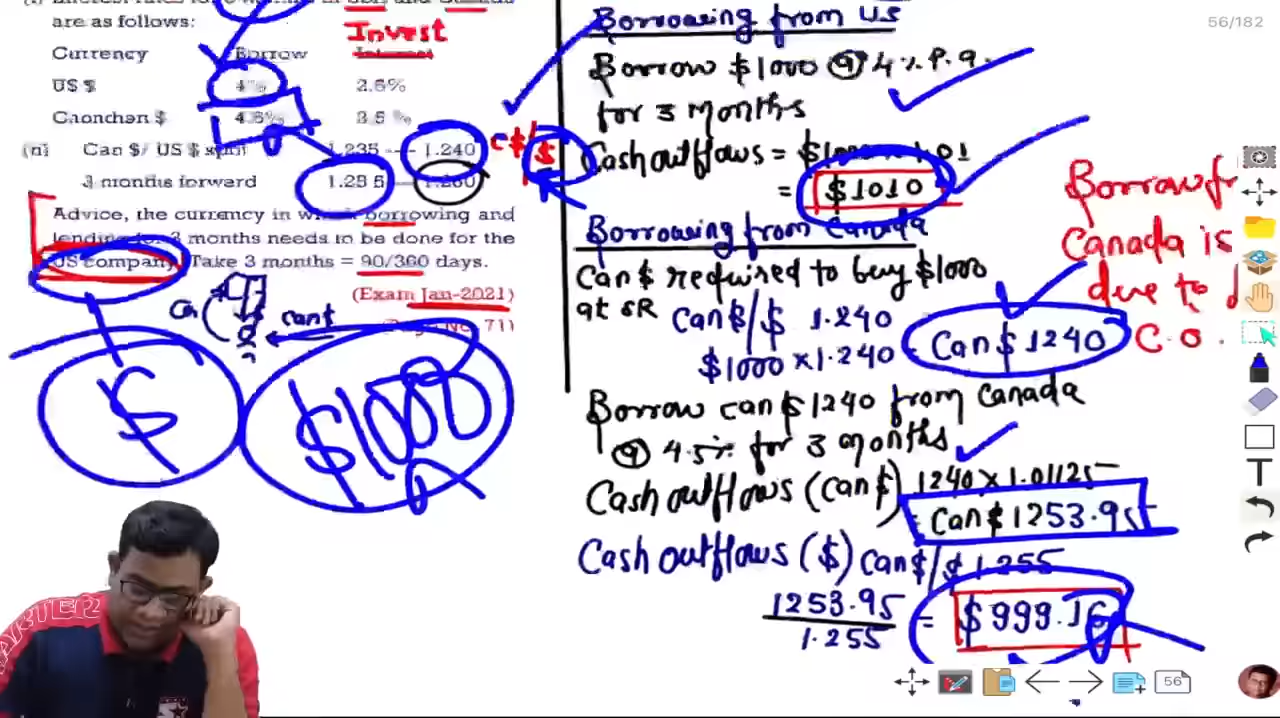 are as follows:
Invest
Currency Borrow Interest
US $ 4% 2.5%
4.5% 3.5 %
Can $/ US $ spot 1.235 — 1.240 C$/$
3 months forward 1.255 — 1.260
Advice, the currency in which borrowing and
lending for 3 months needs to be done for the
US company. Take 3 months = 90/360 days.
(Exam Jan-2021)
71)
$
$1000
Borrowing from US
Borrow $1000 @ 4% P.a.
for 3 Months
Cash outflows = $1000 × 1.01
= $1010
Borrowing from Canada
Can$ required to buy $1000
at SR Can$/$ 1.240
$1000 × 1.240 Can$ 1240
Borrow can$ 1240 from Canada
@ 4.5% for 3 months
Cash outflows (Can$) 1240 × 1.01125
= Can$ 1253.95
Cash outflows ($) Can$/$ 1.255
1253.95
1.255
= $ 999.16
Borrow
Canada is
due to
C.O.
56/182
56